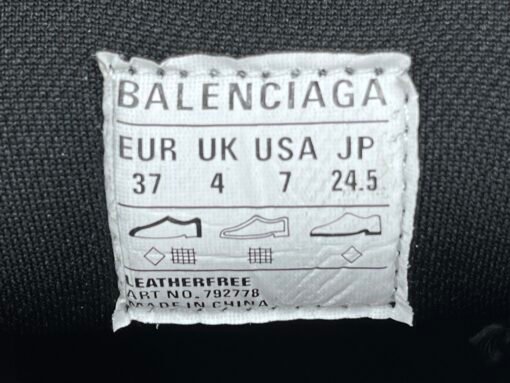 BALENCIAGA
EUR UK USA JP
37 4 7 24.5
LEATHERFREE
ART NO. 792778
MADE IN CHINA